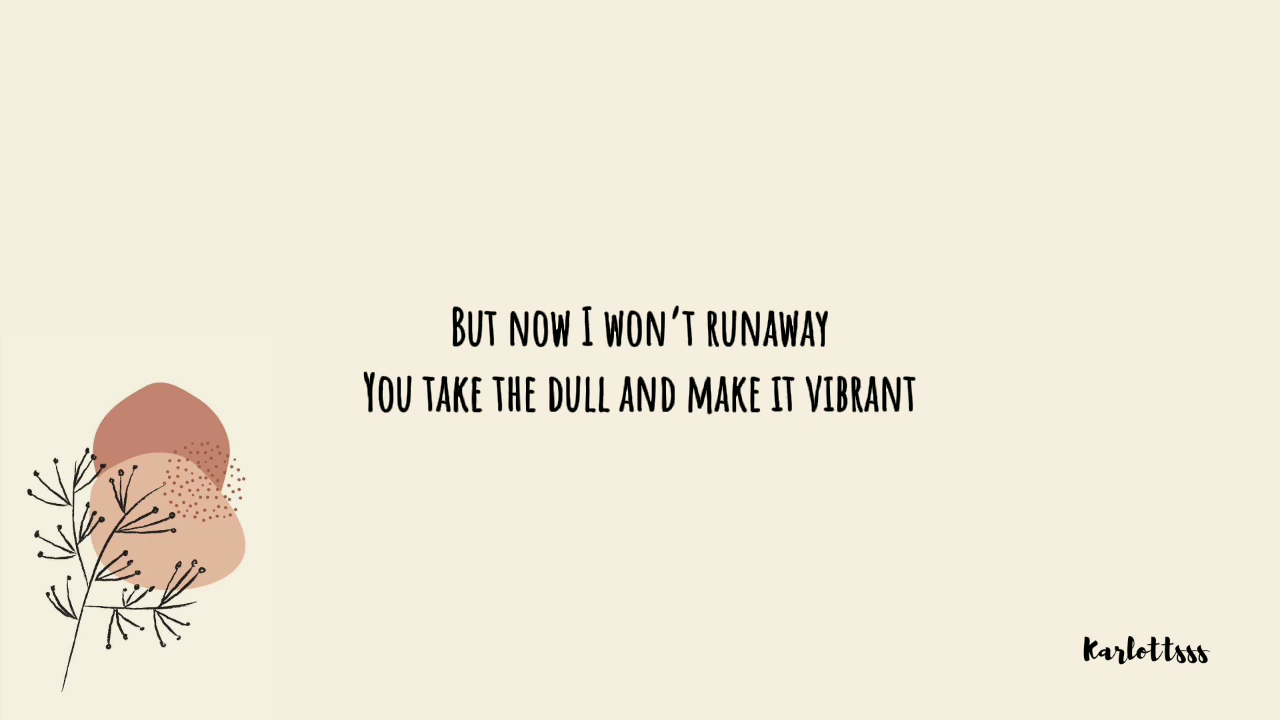 But now I won't runaway
You take the dull and make it vibrant
Karlottsss